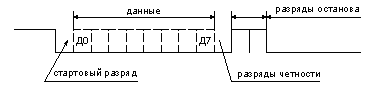 данные
разряды останова
Д0
Д7
стартовый разряд
разряды четности